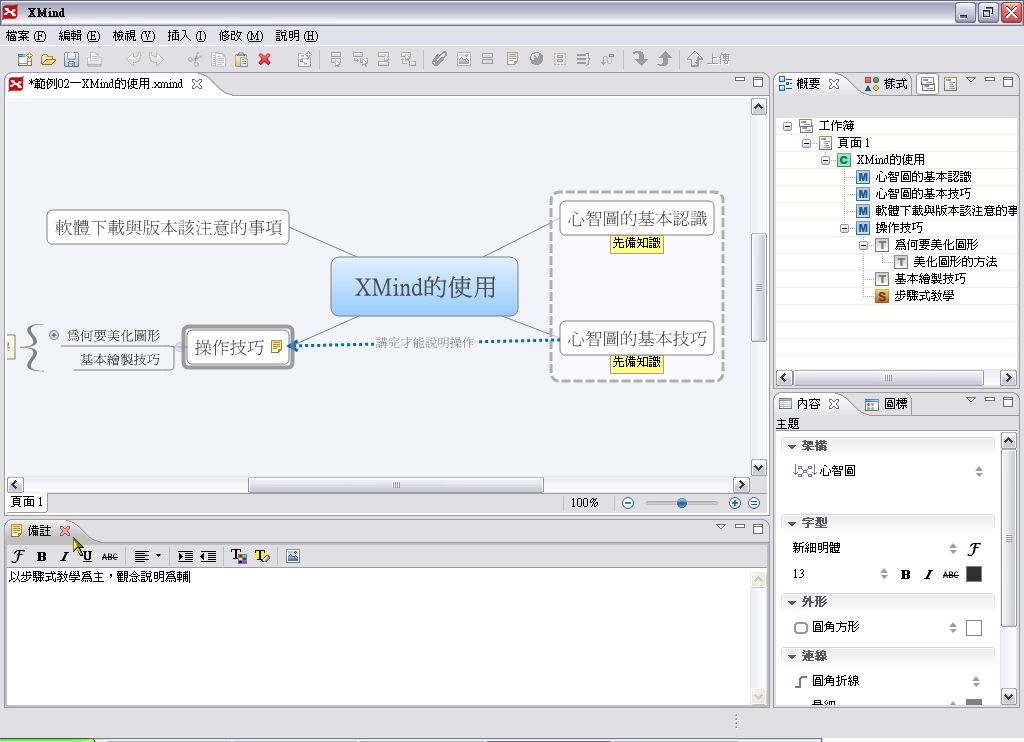 XMind
檔案 (F) 編輯 (E) 檢視 (V) 插入 (I) 修改 (M) 說明 (H)
上傳
*範例02—XMind的使用.xmind
概要
樣式
工作簿
頁面 1
C XMind的使用
M 心智圖的基本認識
M 心智圖的基本技巧
M 軟體下載與版本該注意的事
M 操作技巧
T 為何要美化圖形
T 美化圖形的方法
T 基本繪製技巧
S 步驟式教學
軟體下載與版本該注意的事項
心智圖的基本認識
先備知識
XMind的使用
為何要美化圖形
基本繪製技巧
操作技巧
講完才能說明操作
心智圖的基本技巧
先備知識
頁面 1
100%
內容
圖標
主題
架構
心智圖
字型
新細明體
13
B I ABC
外形
圓角方形
連線
圓角折線
備註
B I U ABC
以步驟式教學為主，觀念說明為輔